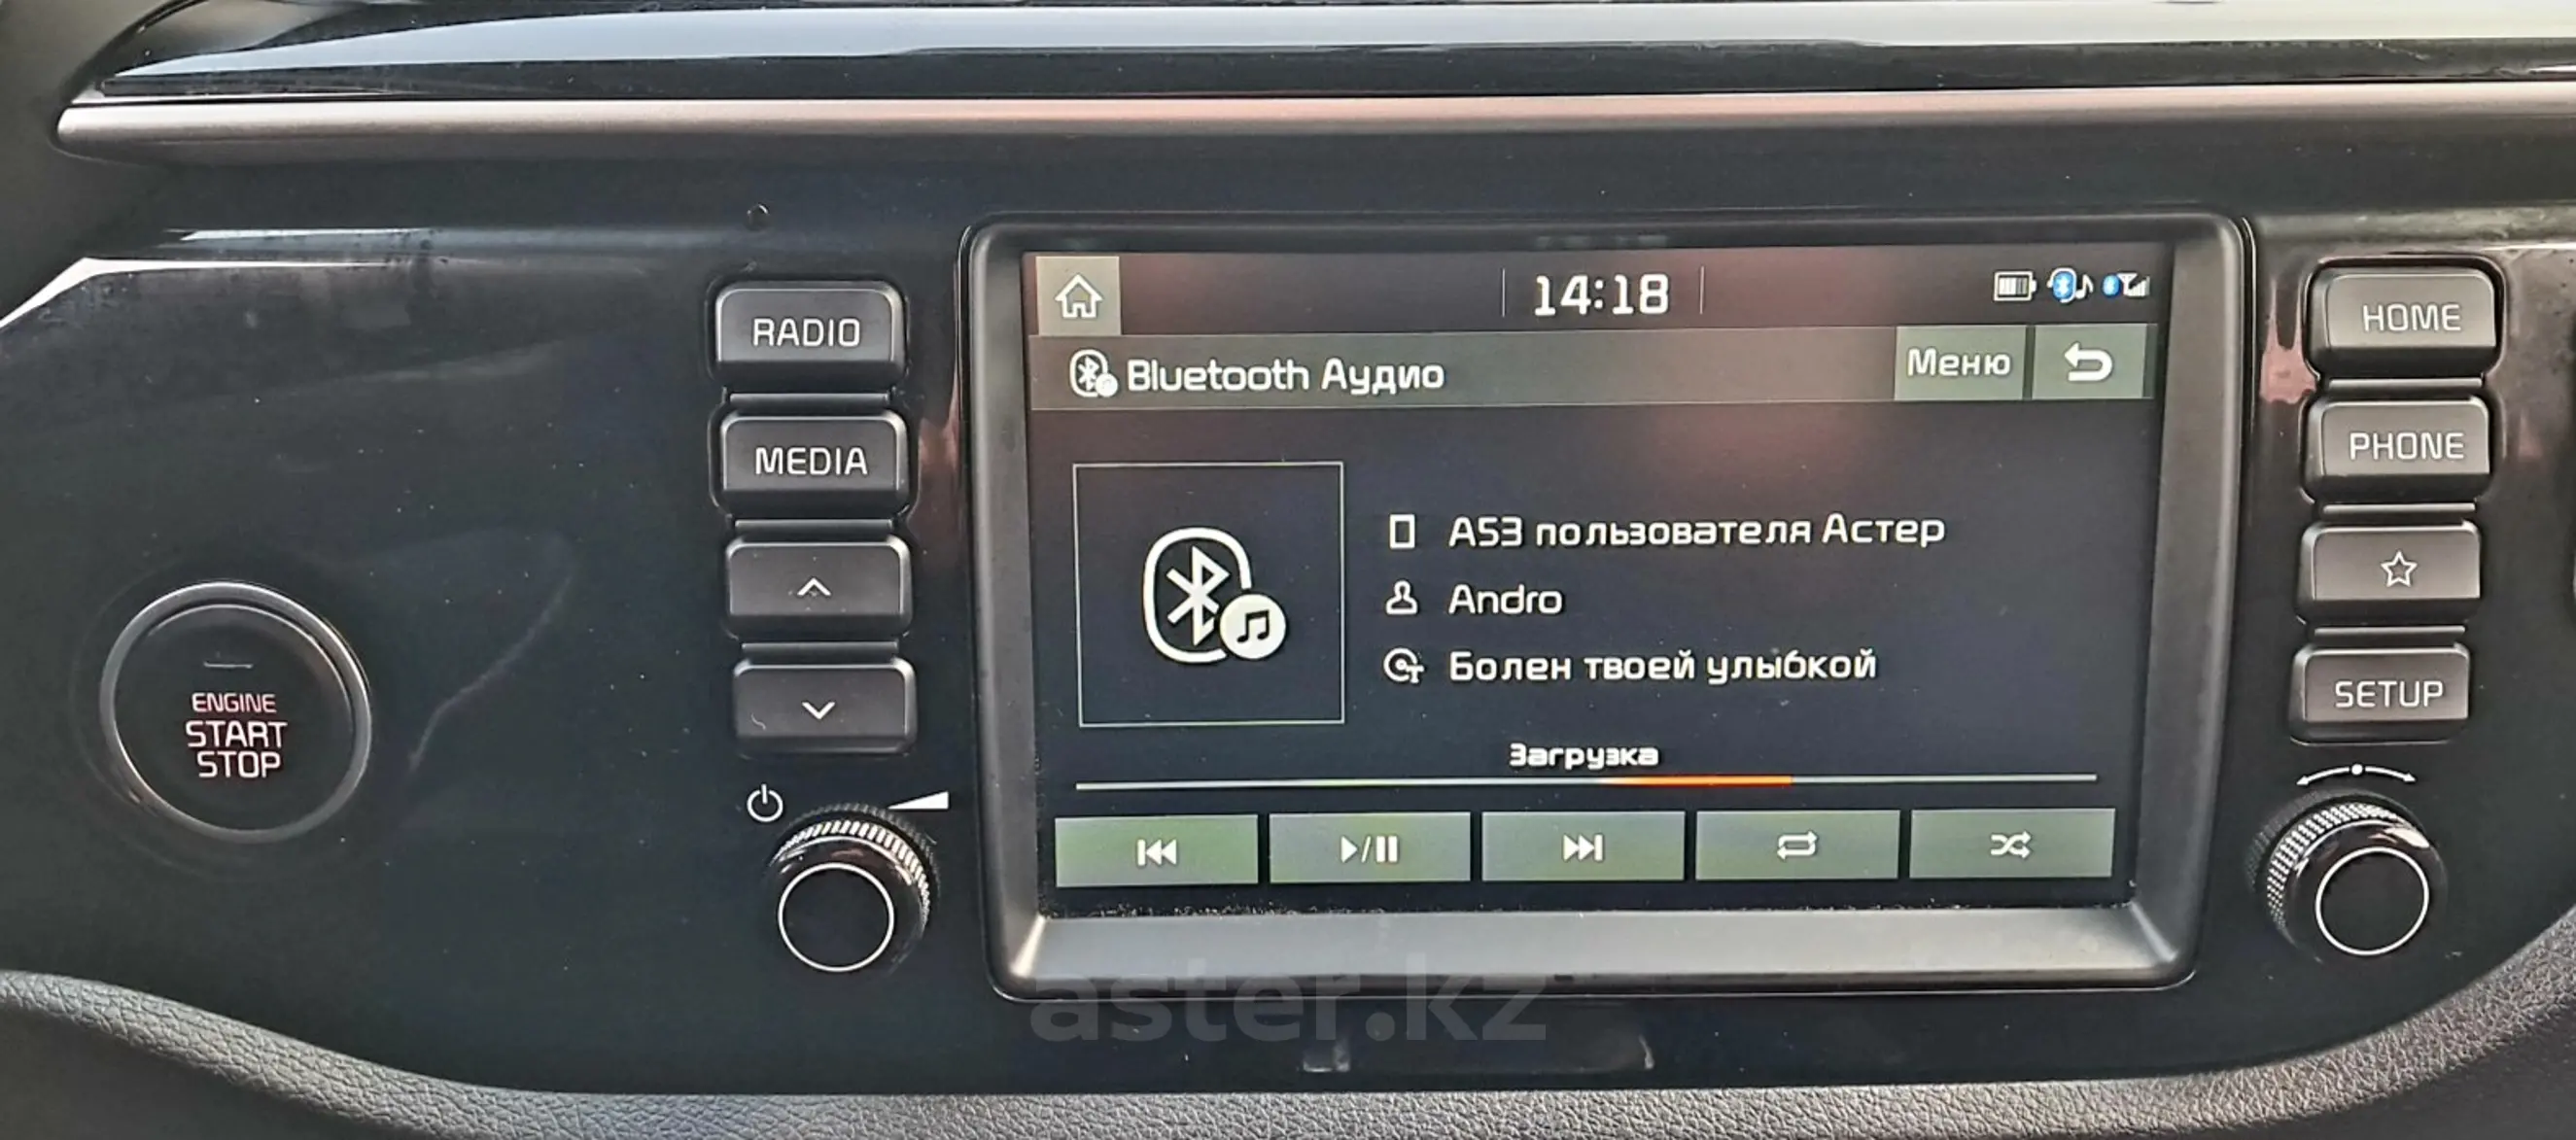 14:18
Bluetooth Аудио
Меню
A53 пользователя Астер
Andro
Болен твоей улыбкой
Загрузка
RADIO
MEDIA
HOME
PHONE
SETUP
ENGINE
START
STOP
aster.kz